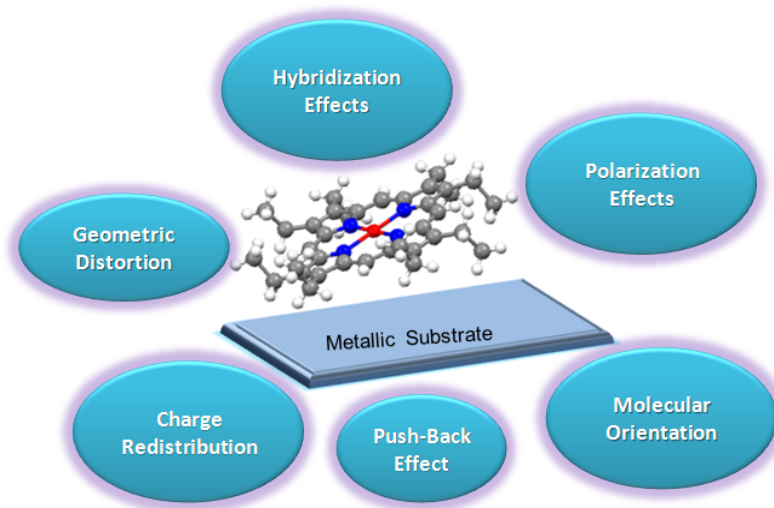 Hybridization
Effects
Polarization
Effects
Geometric
Distortion
Metallic Substrate
Charge
Redistribution
Push-Back
Effect
Molecular
Orientation